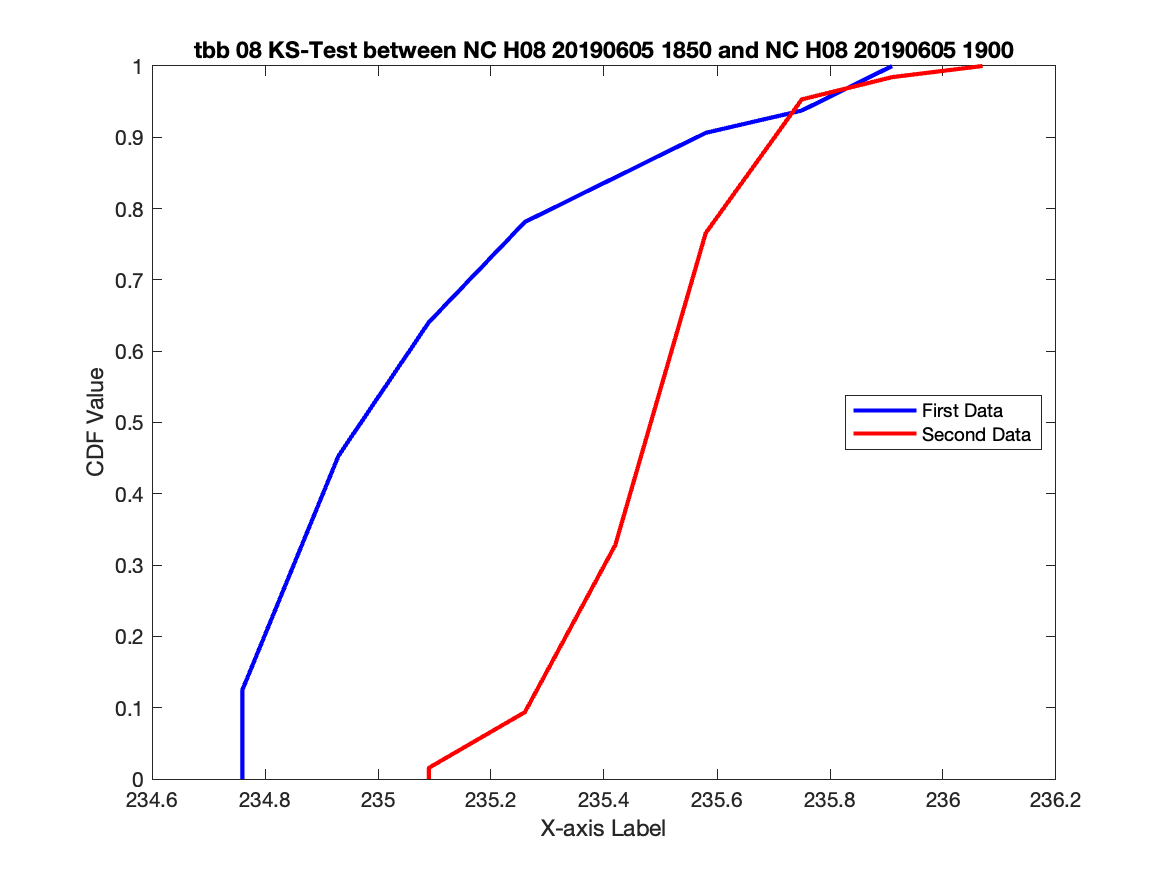 tbb 08 KS-Test between NC H08 20190605 1850 and NC H08 20190605 1900
1
0.9
0.8
0.7
0.6
0.5
0.4
0.3
0.2
0.1
0
CDF Value
First Data
Second Data
234.6 234.8 235 235.2 235.4 235.6 235.8 236 236.2
X-axis Label